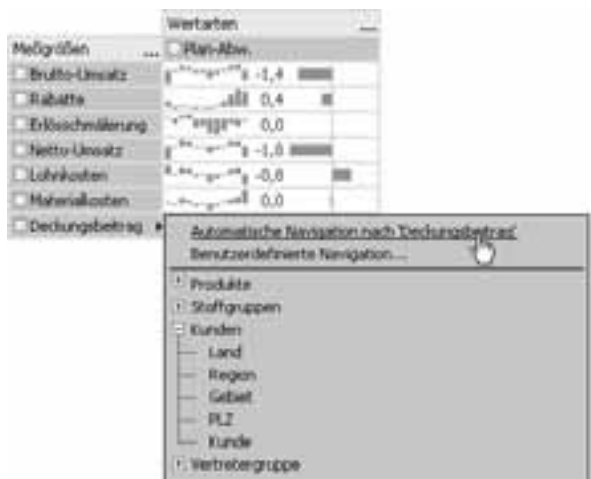 Wertarten ...
Meßgrößen ... Plan-Abw.
Brutto-Umsatz -1,4
Rabatte 0,4
Erlösschmälerung 0,0
Netto-Umsatz -1,8
Lohnkosten -0,8
Materialkosten 0,0
Deckungsbeitrag
Automatische Navigation nach 'Deckungsbeitrag'
Benutzerdefinierte Navigation...
Produkte
Stoffgruppen
Kunden
Land
Region
Gebiet
PLZ
Kunde
Vertretergruppe